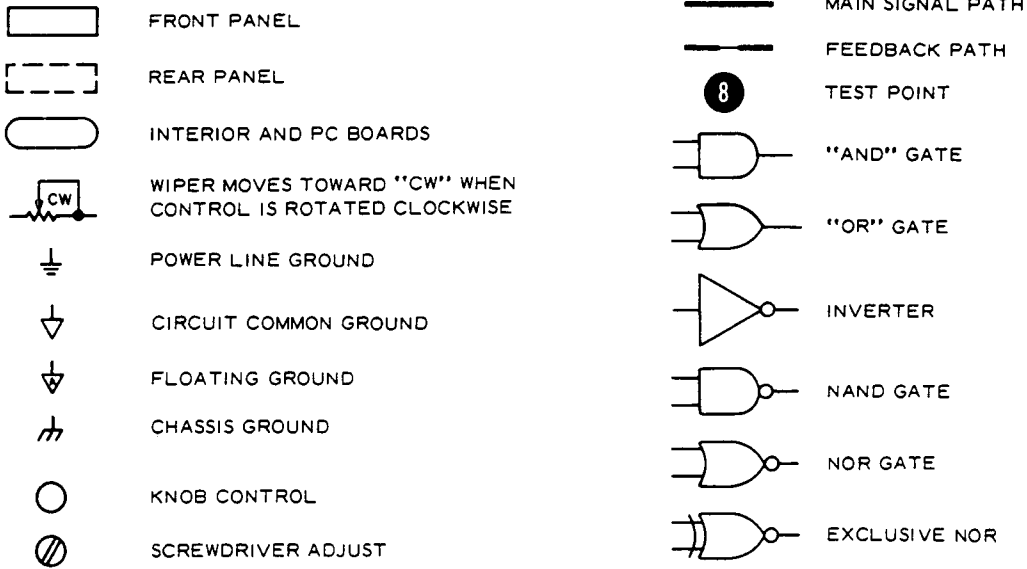 FRONT PANEL
REAR PANEL
INTERIOR AND PC BOARDS
CW
WIPER MOVES TOWARD "CW" WHEN
CONTROL IS ROTATED CLOCKWISE
POWER LINE GROUND
CIRCUIT COMMON GROUND
A
FLOATING GROUND
CHASSIS GROUND
KNOB CONTROL
SCREWDRIVER ADJUST
MAIN SIGNAL PATH
FEEDBACK PATH
8
TEST POINT
"AND" GATE
"OR" GATE
INVERTER
NAND GATE
NOR GATE
EXCLUSIVE NOR